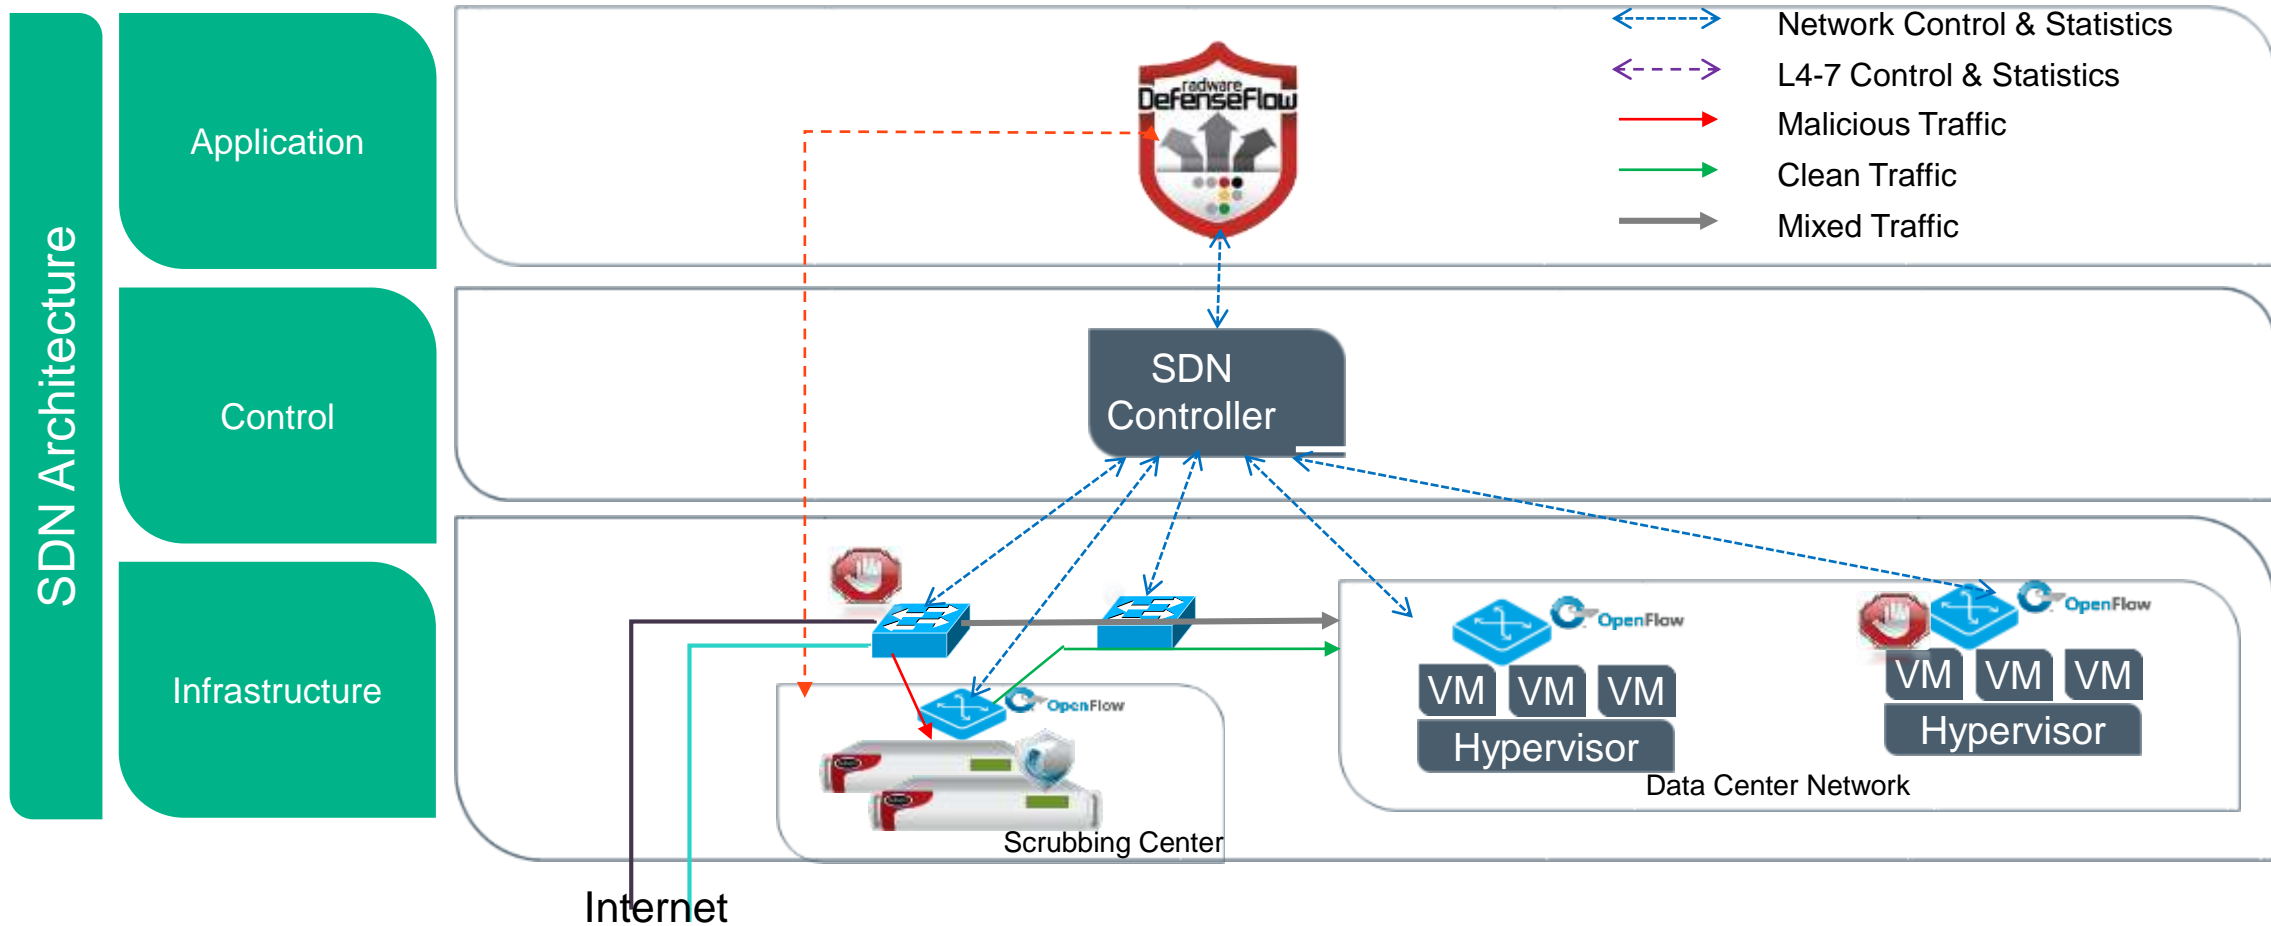 SDN Architecture
Application
Control
Infrastructure
radware
DefenseFlow
Network Control & Statistics
L4-7 Control & Statistics
Malicious Traffic
Clean Traffic
Mixed Traffic
SDN
Controller
OpenFlow
OpenFlow
VM VM VM
VM VM VM
Hypervisor
Hypervisor
Data Center Network
OpenFlow
Scrubbing Center
Internet